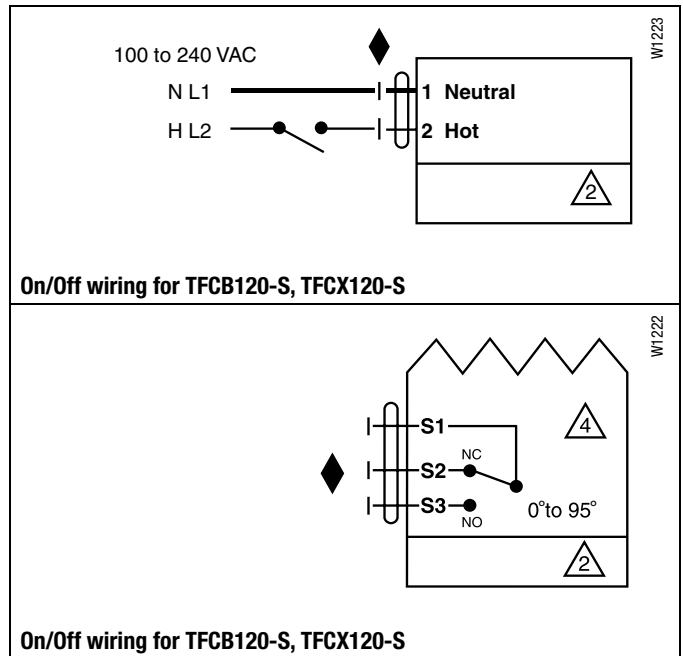 W1223
100 to 240 VAC
N L1
1 Neutral
H L2
2 Hot
2
On/Off wiring for TFCB120-S, TFCX120-S
W1222
S1
4
S2
NC
S3
NO
0°to 95°
2
On/Off wiring for TFCB120-S, TFCX120-S